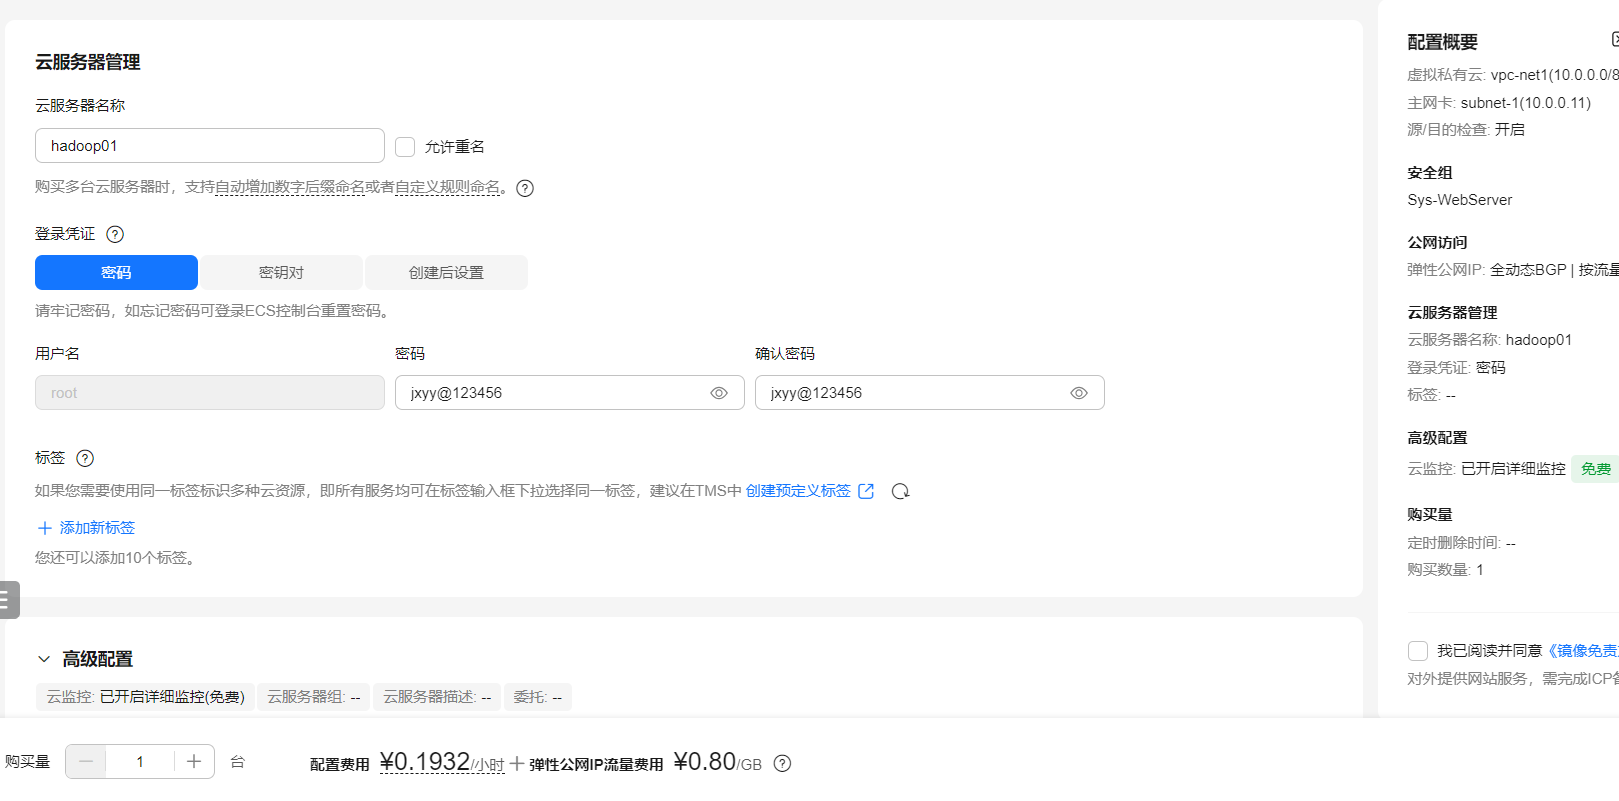 云服务器管理
云服务器名称
hadoop01
允许重名
购买多台云服务器时，支持自动增加数字后缀命名或者自定义规则命名。
登录凭证
密码 密钥对 创建后设置
请牢记密码，如忘记密码可登录ECS控制台重置密码。
用户名 密码 确认密码
root jxyy@123456 jxyy@123456
标签
如果您需要使用同一标签标识多种云资源，即所有服务均可在标签输入框下拉选择同一标签，建议在TMS中 创建预定义标签
添加新标签
您还可以添加10个标签。
高级配置
云监控: 已开启详细监控(免费) 云服务器组: -- 云服务器描述: -- 委托: --
配置概要
虚拟私有云: vpc-net1(10.0.0.0/8
主网卡: subnet-1(10.0.0.11)
源/目的检查: 开启
安全组
Sys-WebServer
公网访问
弹性公网IP: 全动态BGP | 按流量
云服务器管理
云服务器名称: hadoop01
登录凭证: 密码
标签: --
高级配置
云监控: 已开启详细监控 免费
购买量
定时删除时间: --
购买数量: 1
我已阅读并同意《镜像免责
对外提供网站服务，需完成ICP备
购买量 1 台 配置费用 ¥0.1932/小时 + 弹性公网IP流量费用 ¥0.80/GB